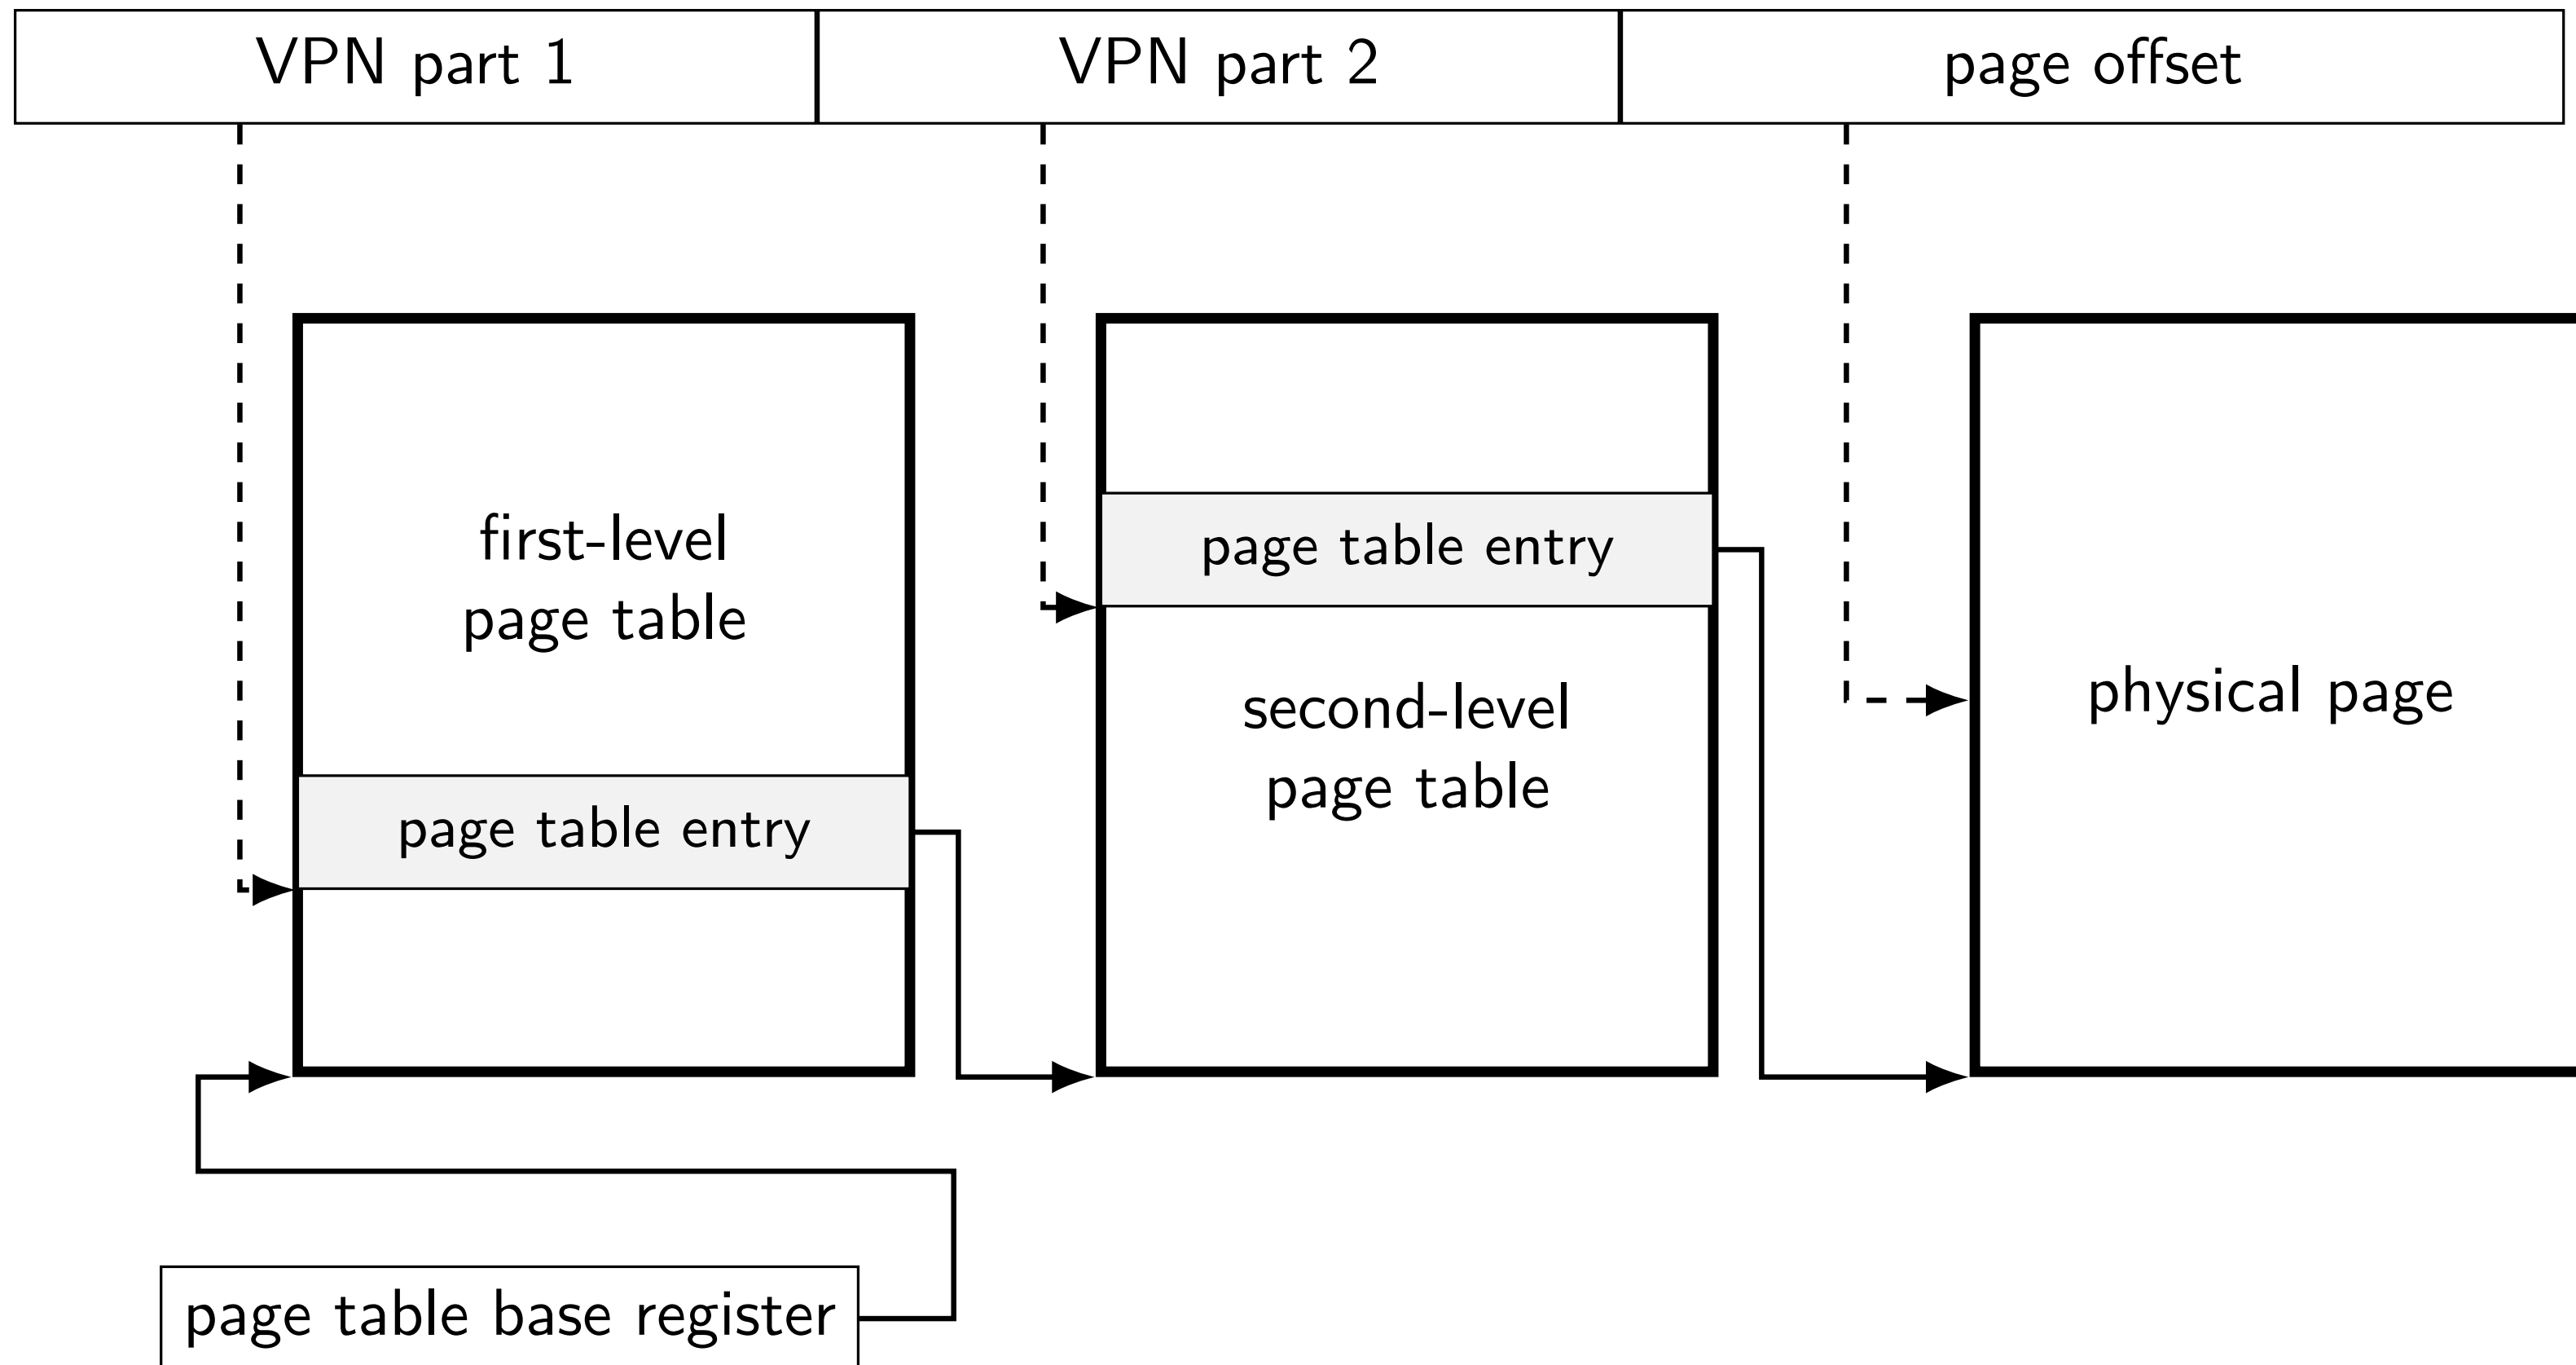 VPN part 1
VPN part 2
page offset
first-level
page table
page table entry
page table entry
second-level
page table
physical page
page table base register